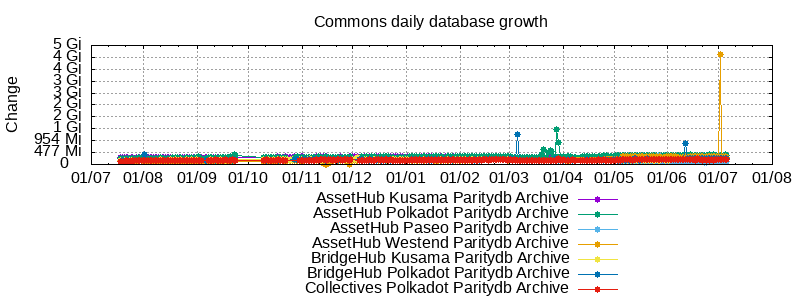 Commons daily database growth
Change
5 Gi
4 Gi
4 Gi
3 Gi
3 Gi
2 Gi
2 Gi
1 Gi
954 Mi
477 Mi
0
01/07 01/08 01/09 01/10 01/11 01/12 01/01 01/02 01/03 01/04 01/05 01/06 01/07 01/08
AssetHub Kusama Paritydb Archive
AssetHub Polkadot Paritydb Archive
AssetHub Paseo Paritydb Archive
AssetHub Westend Paritydb Archive
BridgeHub Kusama Paritydb Archive
BridgeHub Polkadot Paritydb Archive
Collectives Polkadot Paritydb Archive